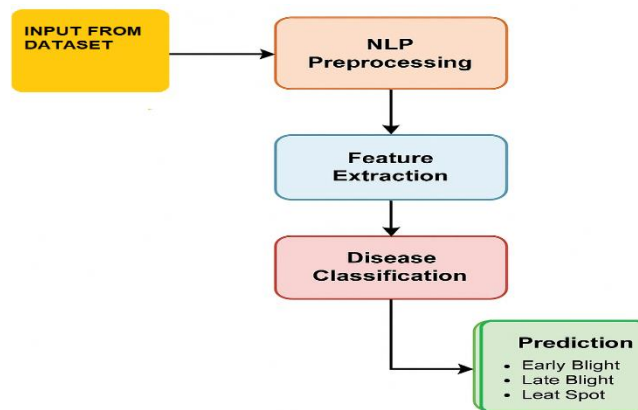 INPUT FROM
DATASET
NLP
Preprocessing
Feature
Extraction
Disease
Classification
Prediction
• Early Blight
• Late Blight
• Leat Spot